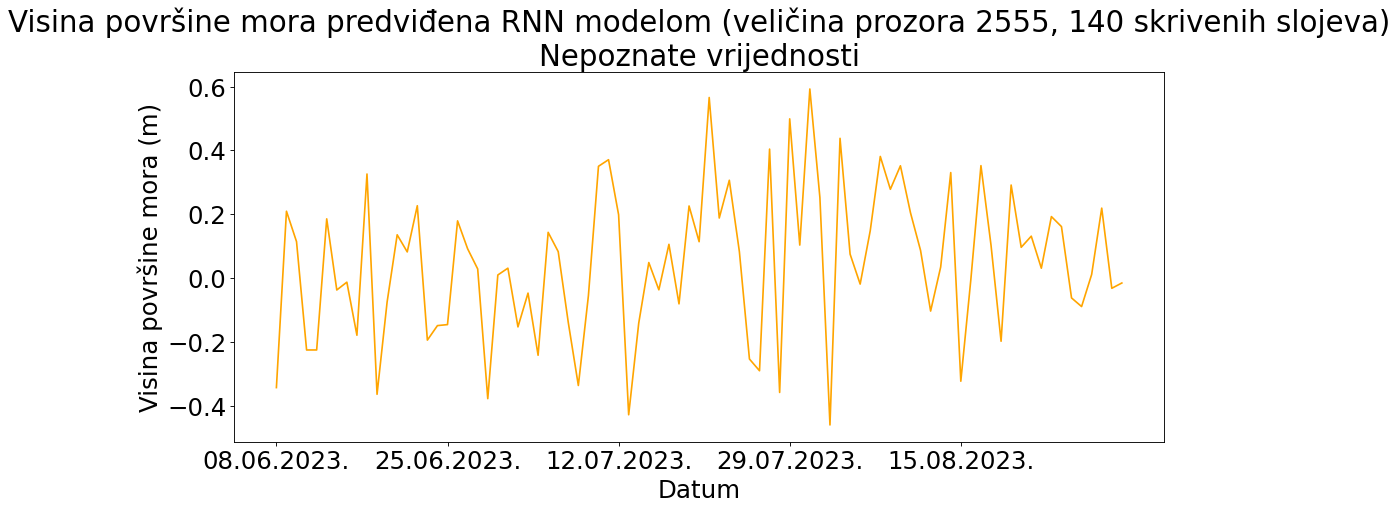 Visina površine mora predviđena RNN modelom (veličina prozora 2555, 140 skrivenih slojeva)
Nepoznate vrijednosti
Visina površine mora (m)
0.6
0.4
0.2
0.0
−0.2
−0.4
08.06.2023. 25.06.2023. 12.07.2023. 29.07.2023. 15.08.2023.
Datum